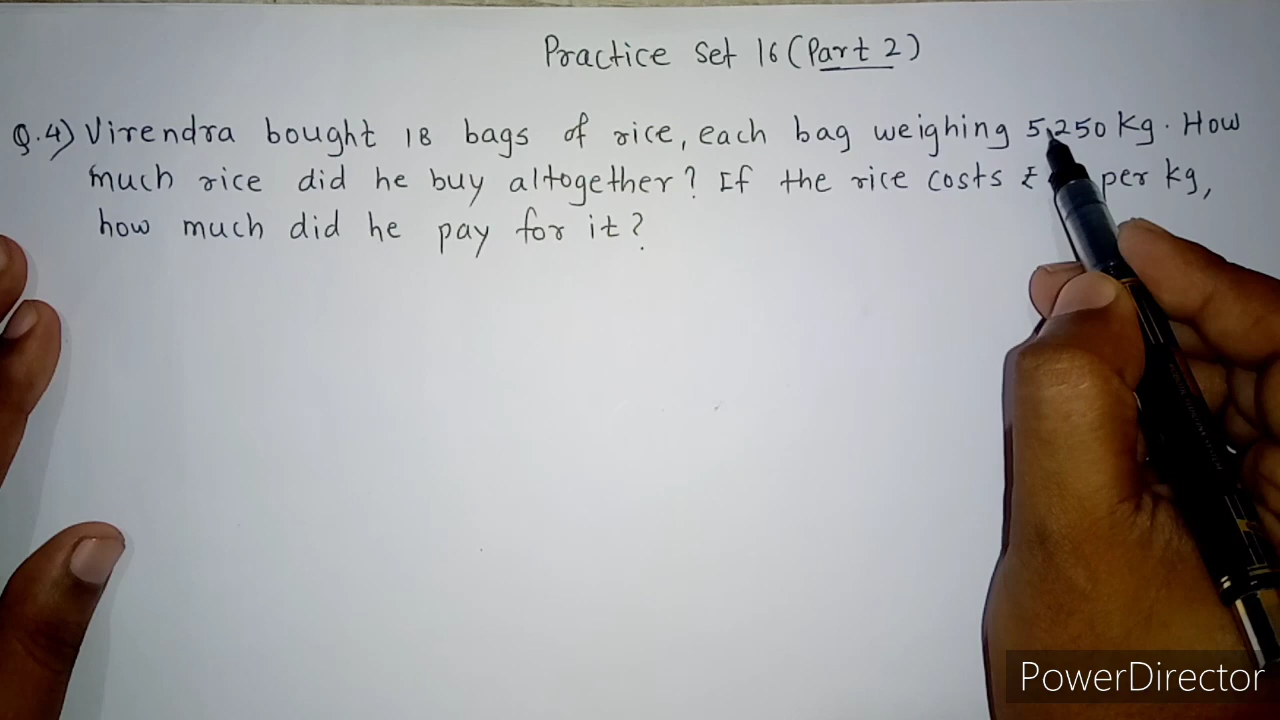 Practice Set 16 (Part 2)
Q.4) Virendra bought 18 bags of rice, each bag weighing 5.250 Kg. How
much rice did he buy altogether? If the rice costs ₹ per kg,
how much did he pay for it?
PowerDirector